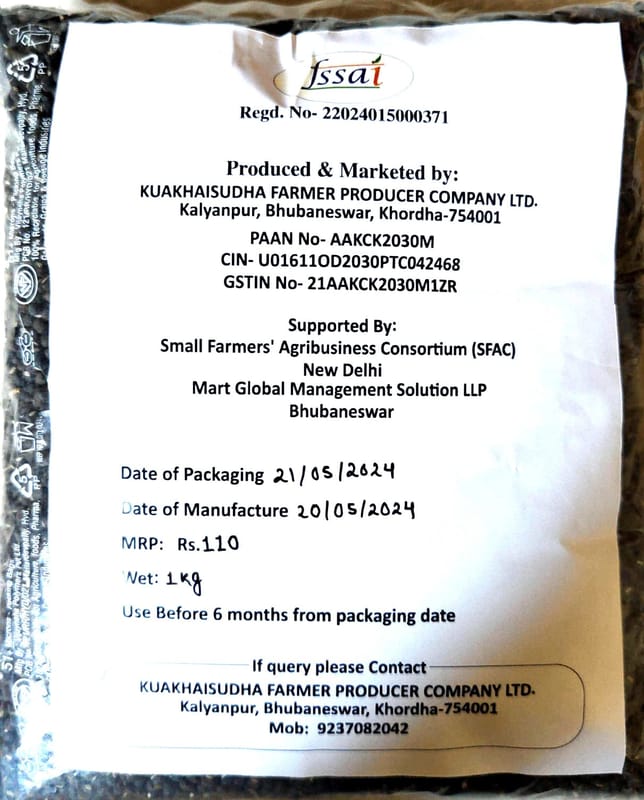 fssai
Regd. No- 22024015000371
Produced & Marketed by:
KUAKHAISUDHA FARMER PRODUCER COMPANY LTD.
Kalyanpur, Bhubaneswar, Khordha-754001
PAAN No- AAKCK2030M
CIN- U01611OD2030PTC042468
GSTIN No- 21AAKCK2030M1ZR
Supported By:
Small Farmers' Agribusiness Consortium (SFAC)
New Delhi
Mart Global Management Solution LLP
Bhubaneswar
Date of Packaging 21/05/2024
Date of Manufacture 20/05/2024
MRP: Rs.110
Wet: 1 Kg
Use Before 6 months from packaging date
If query please Contact
KUAKHAISUDHA FARMER PRODUCER COMPANY LTD.
Kalyanpur, Bhubaneswar, Khordha-754001
Mob: 9237082042